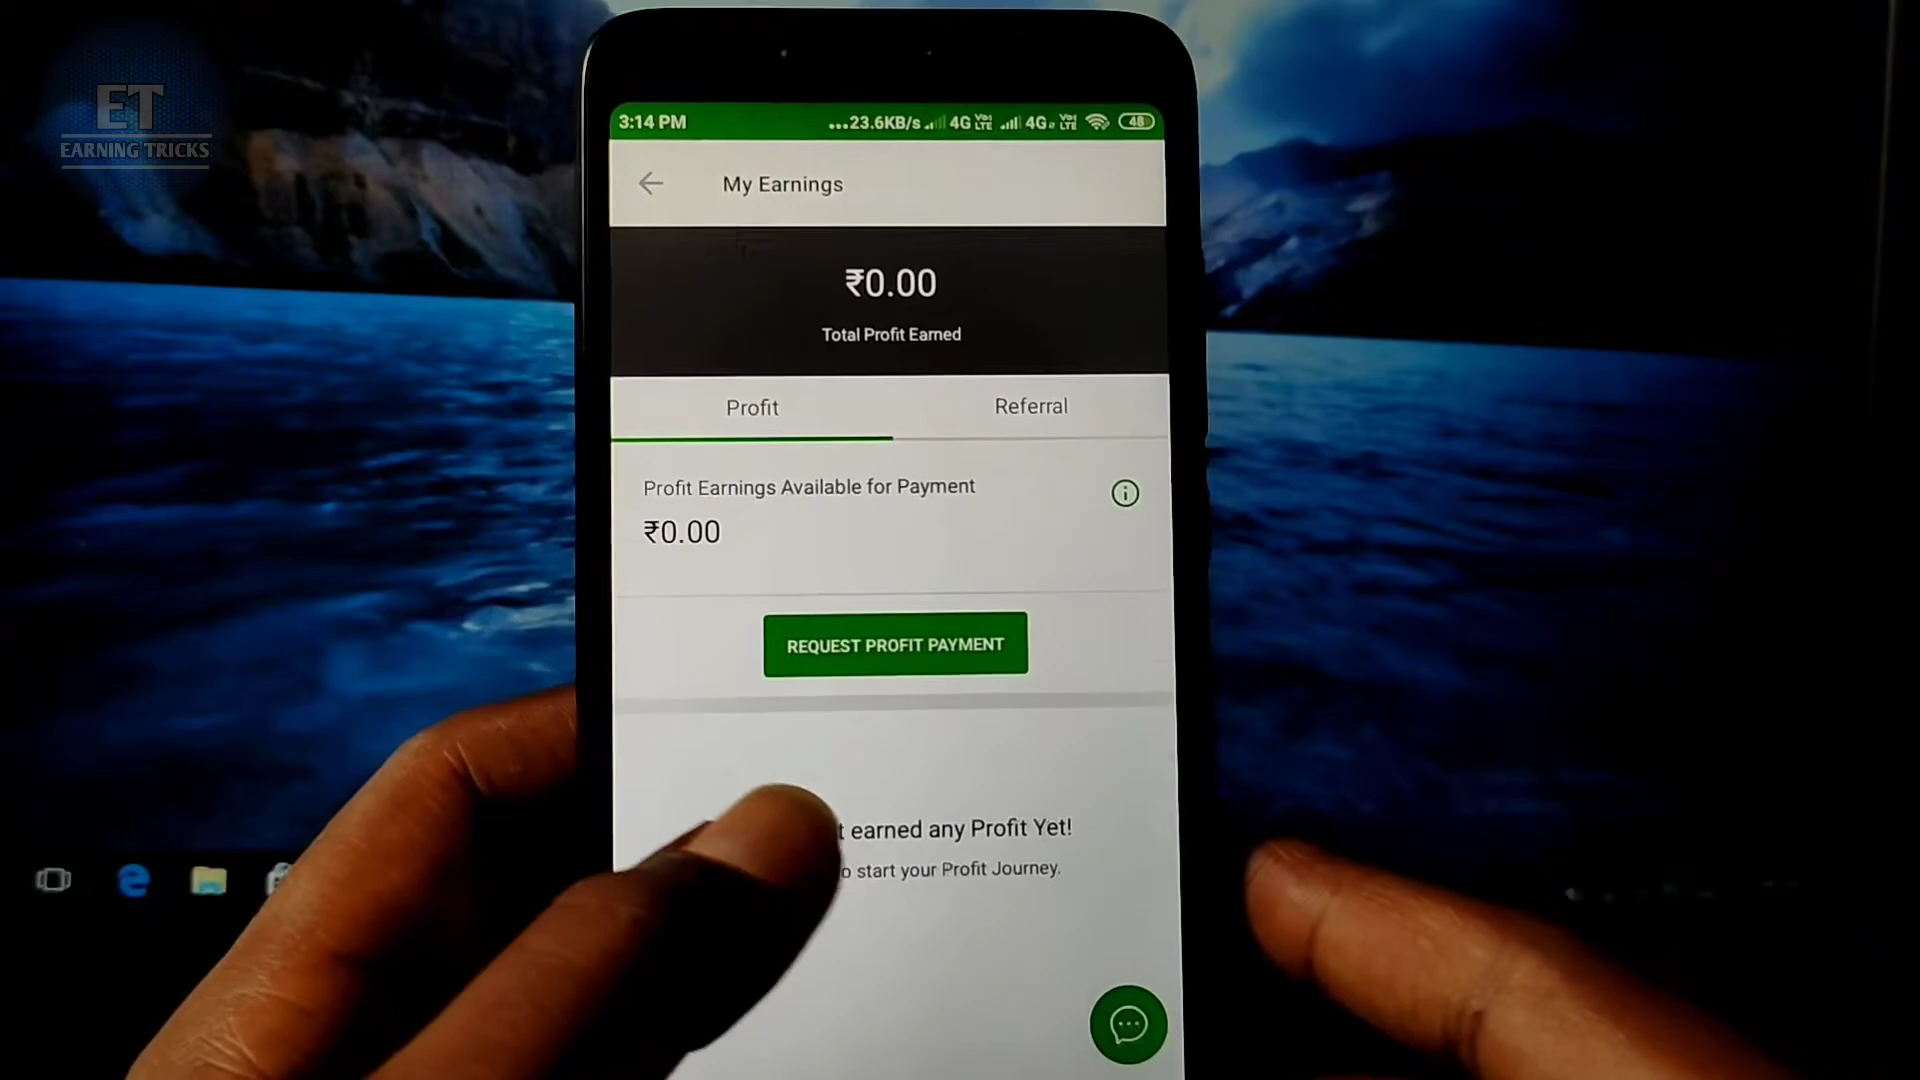 ET
EARNING TRICKS
3:14 PM
...23.6KB/s 4G VoLTE 4G VoLTE 48
My Earnings
₹0.00
Total Profit Earned
Profit Referral
Profit Earnings Available for Payment
₹0.00
REQUEST PROFIT PAYMENT
earned any Profit Yet!
start your Profit Journey.